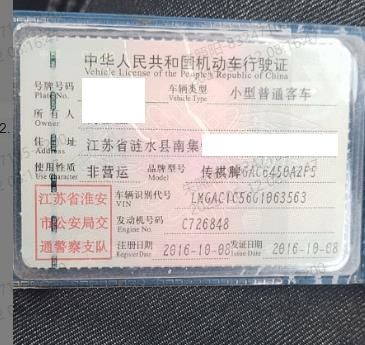 2.
中华人民共和国机动车行驶证
Vehicle License of the People's Republic of China
号牌号码
Plate No.
车辆类型 小型普通客车
Vehicle Type
所有人
Owner
住址 江苏省涟水县南集
Address
使用性质 非营运 品牌型号 传祺牌GAC6450A2F5
Use Character Model
江苏省淮安
市公安局交
通警察支队
车辆识别代号 LMGAC1C56G1063563
VIN
发动机号码 C726848
Engine No.
注册日期 2016-10-08 发证日期 2016-10-08
Register Date Issue Date